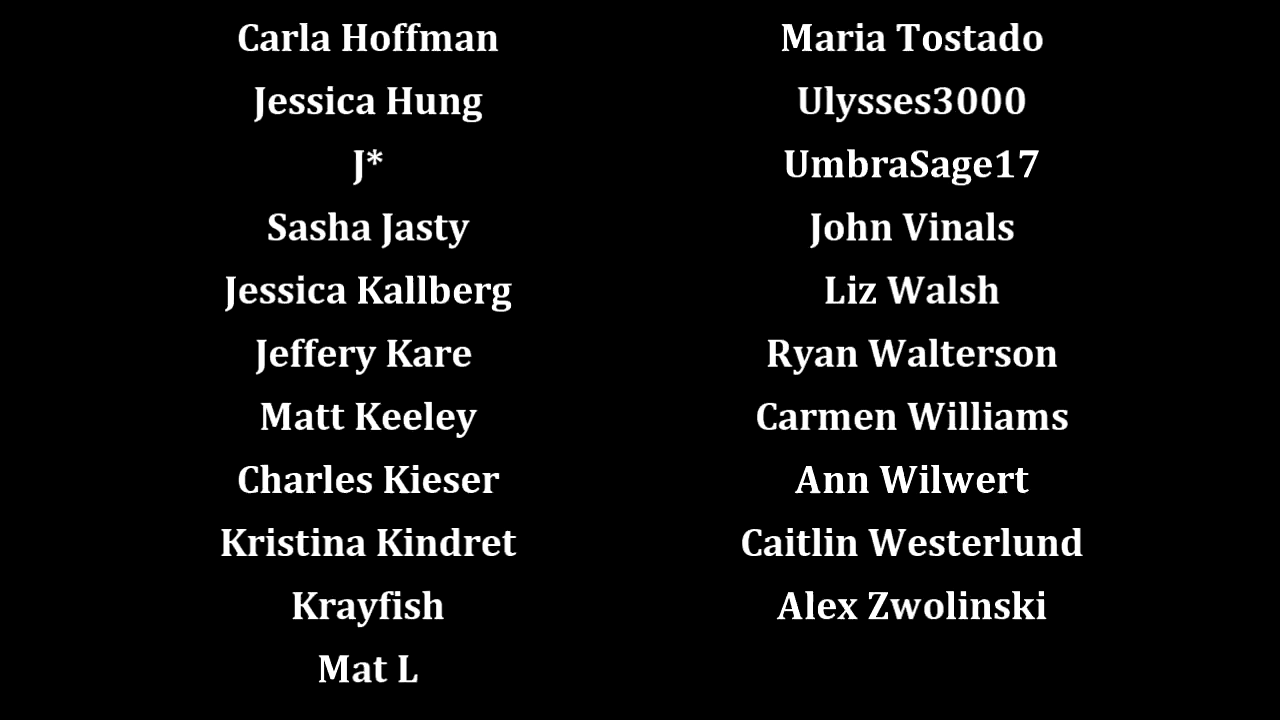 Carla Hoffman
Jessica Hung
J*
Sasha Jasty
Jessica Kallberg
Jeffery Kare
Matt Keeley
Charles Kieser
Kristina Kindret
Krayfish
Mat L
Maria Tostado
Ulysses3000
UmbraSage17
John Vinals
Liz Walsh
Ryan Walterson
Carmen Williams
Ann Wilwert
Caitlin Westerlund
Alex Zwolinski